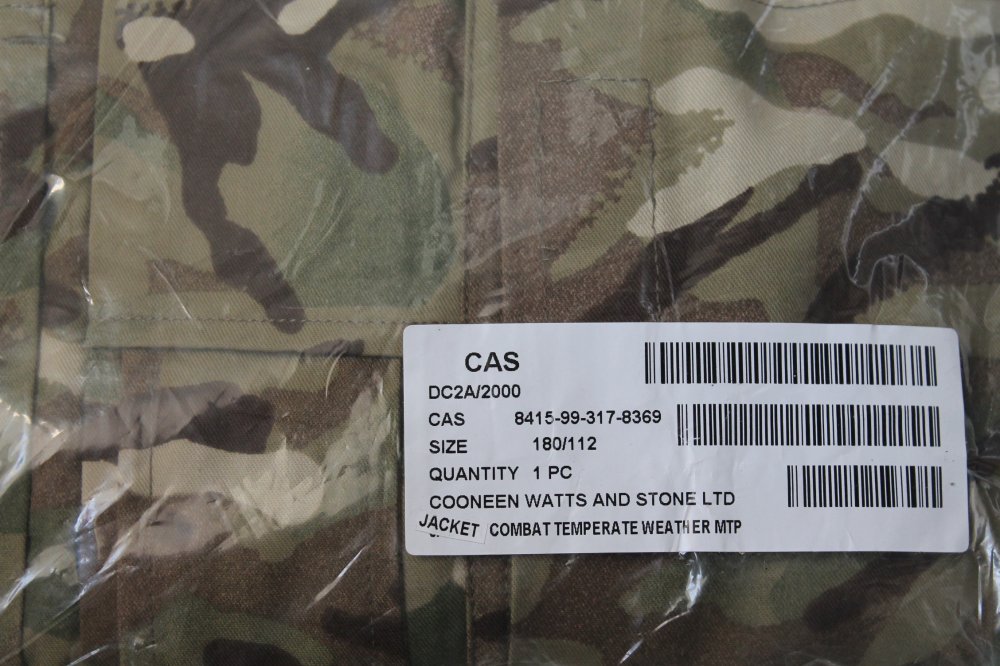 CAS
DC2A/2000
CAS 8415-99-317-8369
SIZE 180/112
QUANTITY 1 PC
COONEEN WATTS AND STONE LTD
JACKET COMBAT TEMPERATE WEATHER MTP